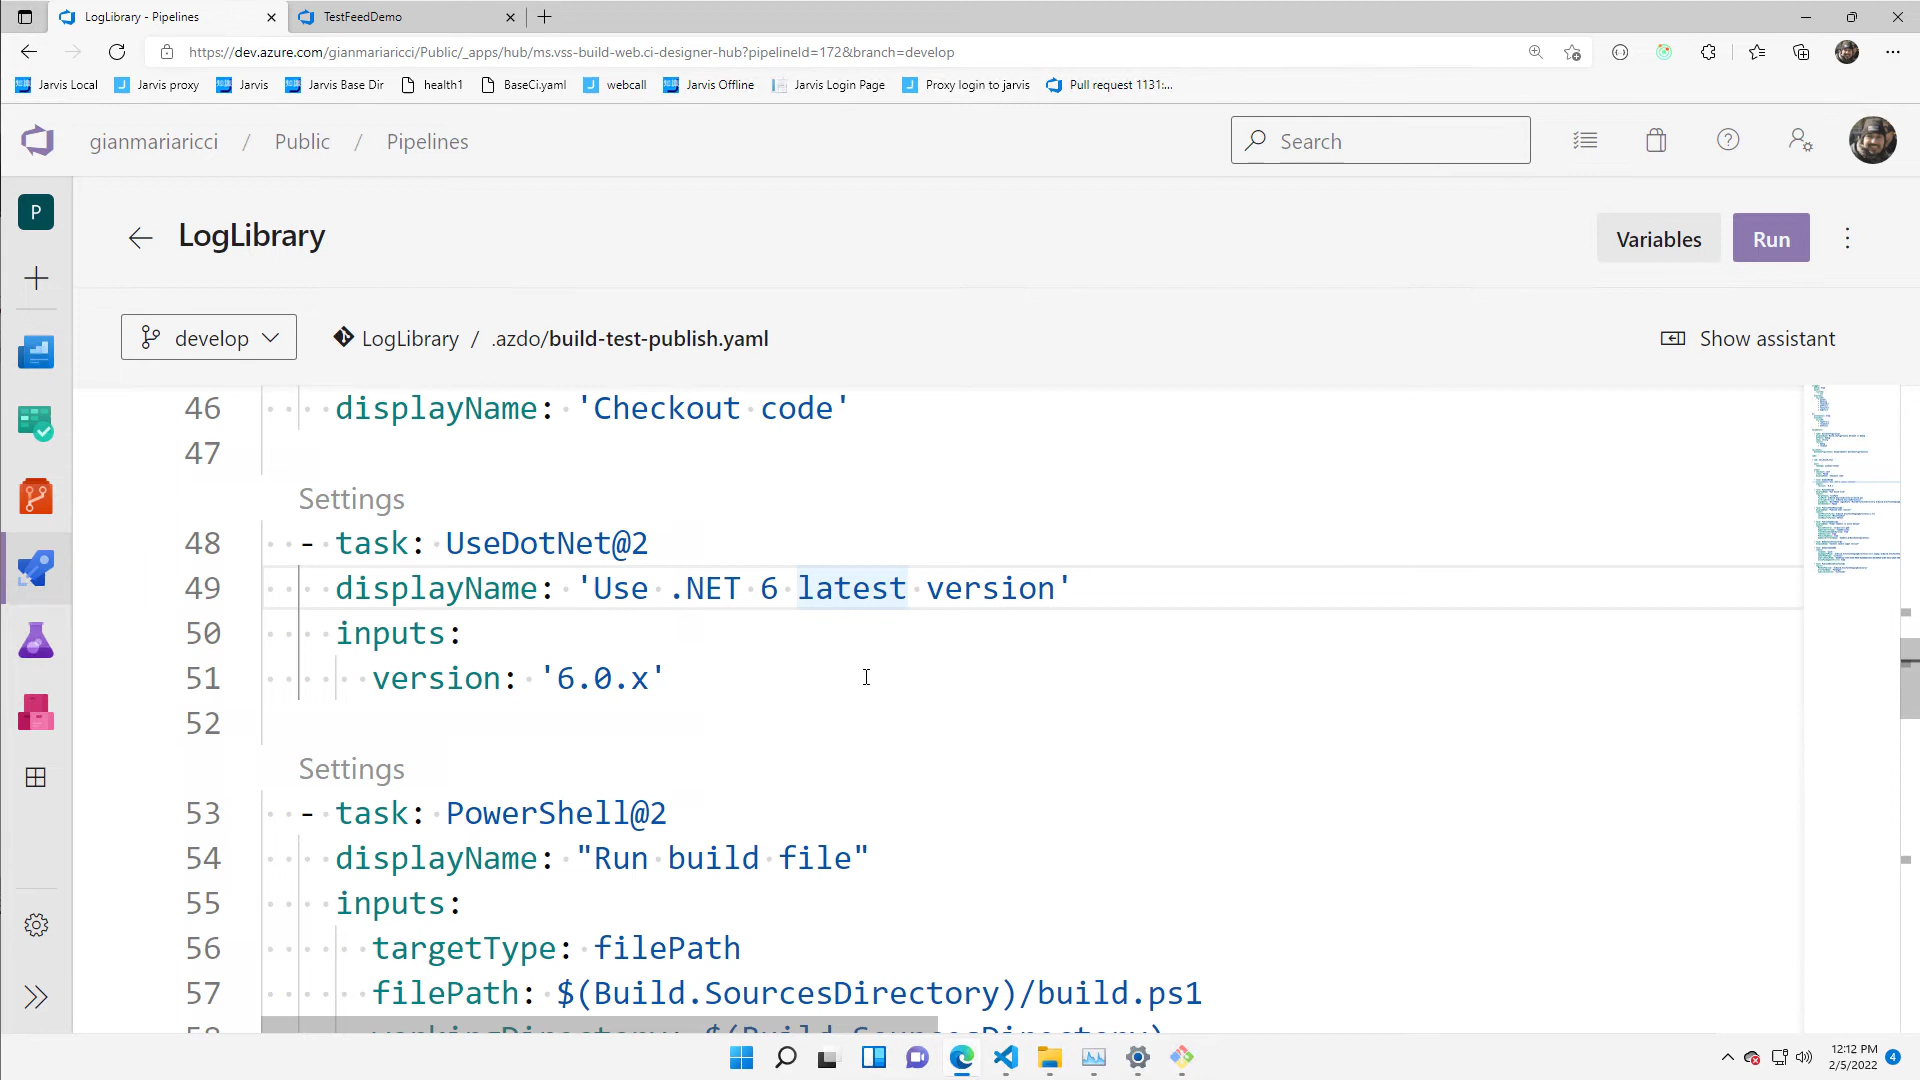 LogLibrary - Pipelines
TestFeedDemo
https://dev.azure.com/gianmariaricci/Public/_apps/hub/ms.vss-build-web.ci-designer-hub?pipelineId=172&branch=develop
Jarvis Local
Jarvis proxy
Jarvis
Jarvis Base Dir
health1
BaseCi.yaml
webcall
Jarvis Offline
Jarvis Login Page
Proxy login to jarvis
Pull request 1131:...
gianmariaricci / Public / Pipelines
Search
P
LogLibrary
Variables
Run
develop
LogLibrary / .azdo/build-test-publish.yaml
Show assistant
46 displayName: 'Checkout code'
47
Settings
48 - task: UseDotNet@2
49 displayName: 'Use .NET 6 latest version'
50 inputs:
51 version: '6.0.x'
52
Settings
53 - task: PowerShell@2
54 displayName: "Run build file"
55 inputs:
56 targetType: filePath
57 filePath: $(Build.SourcesDirectory)/build.ps1
12:12 PM
2/5/2022
4